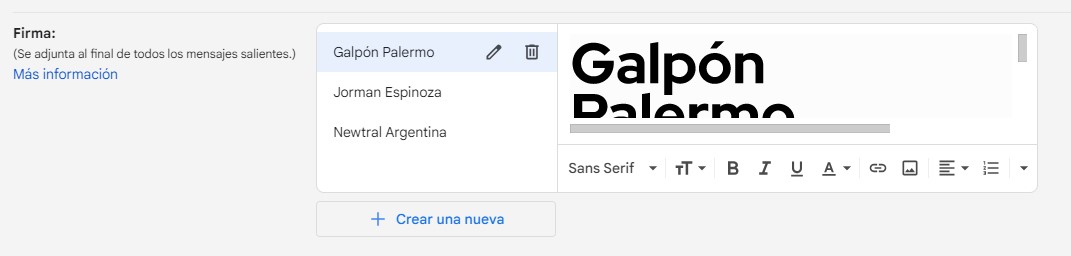 Firma:
(Se adjunta al final de todos los mensajes salientes.)
Más información
Galpón Palermo
Jorman Espinoza
Newtral Argentina
Crear una nueva
Galpón
Palermo
Sans Serif
B I U A